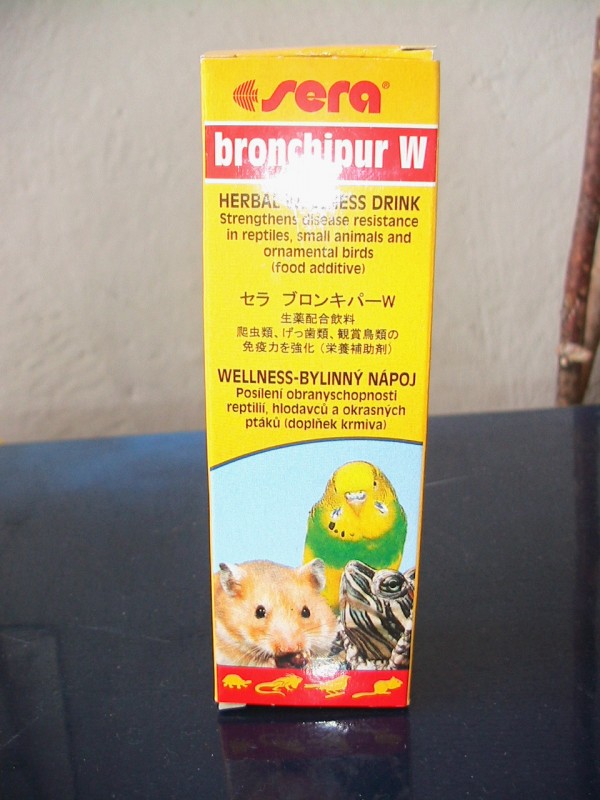 sera®
bronchipur W
HERBAL WELLNESS DRINK
Strengthens disease resistance
in reptiles, small animals and
ornamental birds
(food additive)
セラ ブロンキパーW
生薬配合飲料
爬虫類、げっ歯類、観賞鳥類の
免疫力を強化(栄養補助剤)
WELLNESS-BYLINNÝ NÁPOJ
Posílení obranyschopnosti
reptilií, hlodavců a okrasných
ptáků (doplňek krmiva)